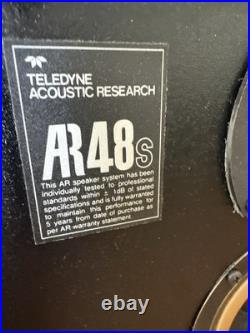 TELEDYNE
ACOUSTIC RESEARCH
AR48s
This AR speaker system has been
individually tested to professional
standards within ± 1dB of stated
specifications and is fully warranted
to maintain this performance for
5 years from date of purchase as
per AR warranty statement.